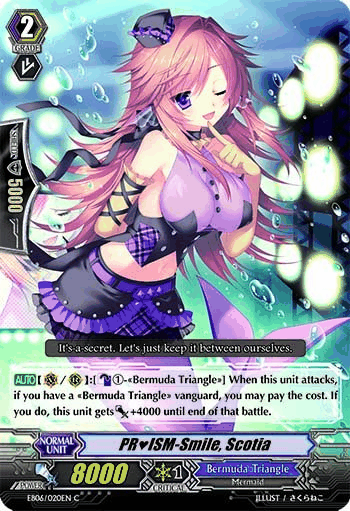 2
GRADE
SHIELD
5000
It's-a-secret. Let's just keep it between ourselves.
AUTO【 / 】:[①-«Bermuda Triangle»] When this unit attacks,
if you have a «Bermuda Triangle» vanguard, you may pay the cost. If
you do, this unit gets +4000 until end of that battle.
NORMAL
UNIT
PR♥ISM-Smile, Scotia
POWER
8000
1
CRITICAL
Bermuda Triangle
Mermaid
EB06/020EN C
ILLUST / さくらねこ